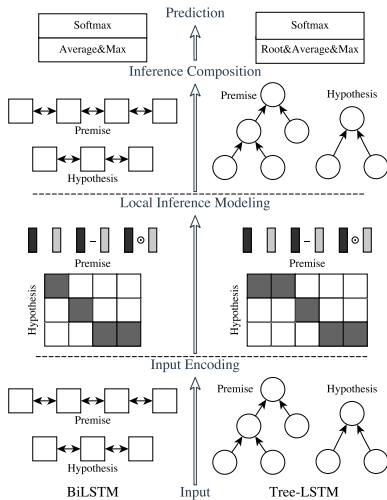 Prediction
Softmax
Average&Max
Softmax
Root&Average&Max
Inference Composition
Premise
Hypothesis
Premise
Hypothesis
Local Inference Modeling
–
–
⊙
–
⊙
Premise
Hypothesis
Premise
Hypothesis
Input Encoding
Premise
Hypothesis
Premise
Hypothesis
BiLSTM
Input
Tree-LSTM